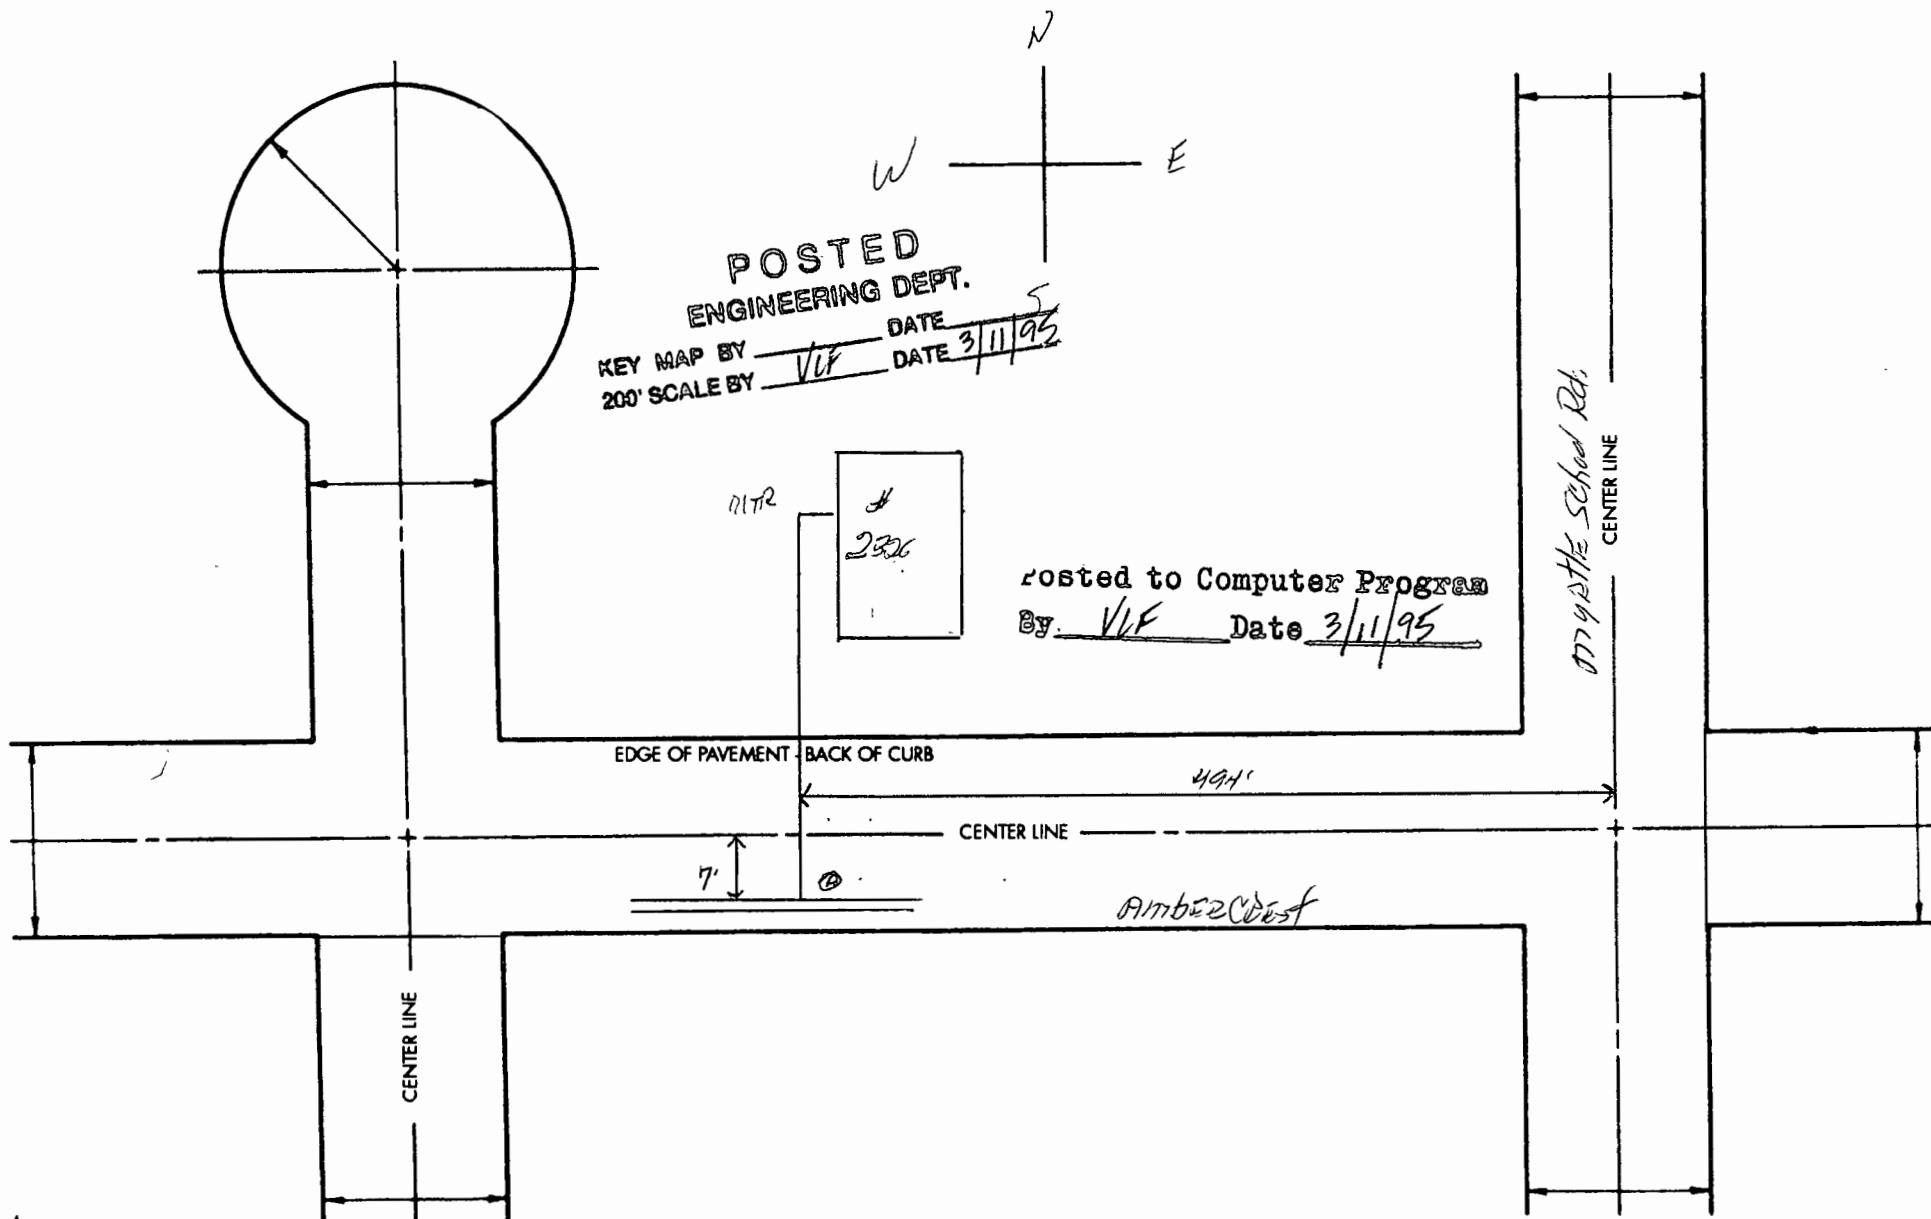 N
W E
S
POSTED
ENGINEERING DEPT.
KEY MAP BY DATE
200' SCALE BY VLF DATE 3/11/95
MTR
#
2326
Posted to Computer Program
By VLF Date 3/11/95
School Rd.
CENTER LINE
EDGE OF PAVEMENT - BACK OF CURB
494'
CENTER LINE
7'
AmberCrest
CENTER LINE